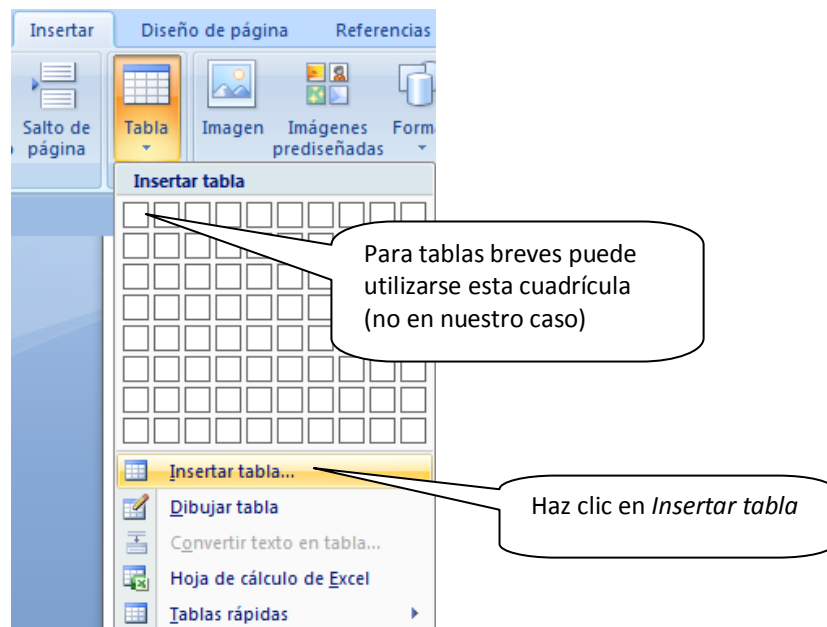 Insertar Diseño de página Referencias
Salto de página
Tabla
Imagen
Imágenes prediseñadas
Form
Insertar tabla
Para tablas breves puede
utilizarse esta cuadrícula
(no en nuestro caso)
Insertar tabla...
Haz clic en Insertar tabla
Dibujar tabla
Convertir texto en tabla...
Hoja de cálculo de Excel
Tablas rápidas